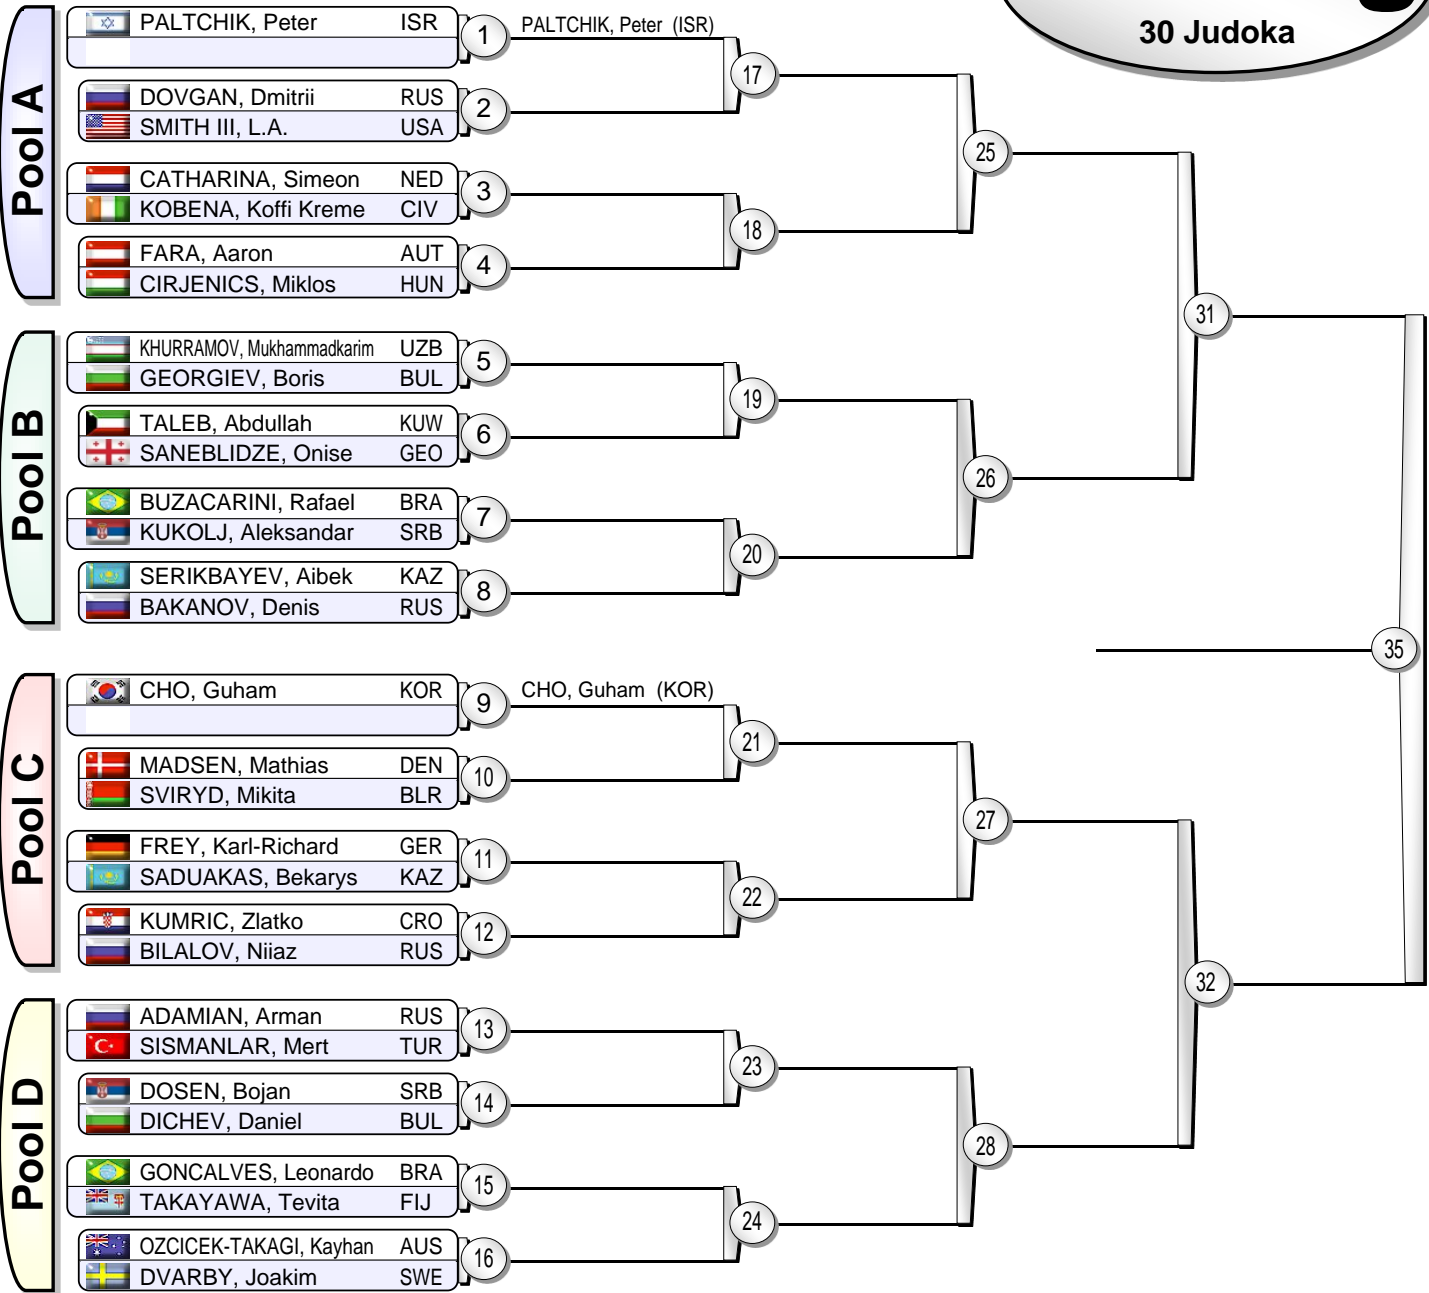 30 Judoka
Pool A
PALTCHIK, Peter ISR
1
PALTCHIK, Peter (ISR)
DOVGAN, Dmitrii RUS
SMITH III, L.A. USA
2
17
CATHARINA, Simeon NED
KOBENA, Koffi Kreme CIV
3
FARA, Aaron AUT
CIRJENICS, Miklos HUN
4
18
25
Pool B
KHURRAMOV, Mukhammadkarim UZB
GEORGIEV, Boris BUL
5
TALEB, Abdullah KUW
SANEBLIDZE, Onise GEO
6
19
BUZACARINI, Rafael BRA
KUKOLJ, Aleksandar SRB
7
SERIKBAYEV, Aibek KAZ
BAKANOV, Denis RUS
8
20
26
31
35
Pool C
CHO, Guham KOR
9
CHO, Guham (KOR)
MADSEN, Mathias DEN
SVIRYD, Mikita BLR
10
21
FREY, Karl-Richard GER
SADUAKAS, Bekarys KAZ
11
KUMRIC, Zlatko CRO
BILALOV, Niiaz RUS
12
22
27
Pool D
ADAMIAN, Arman RUS
SISMANLAR, Mert TUR
13
DOSEN, Bojan SRB
DICHEV, Daniel BUL
14
23
GONCALVES, Leonardo BRA
TAKAYAWA, Tevita FIJ
15
OZCICEK-TAKAGI, Kayhan AUS
DVARBY, Joakim SWE
16
24
28
32